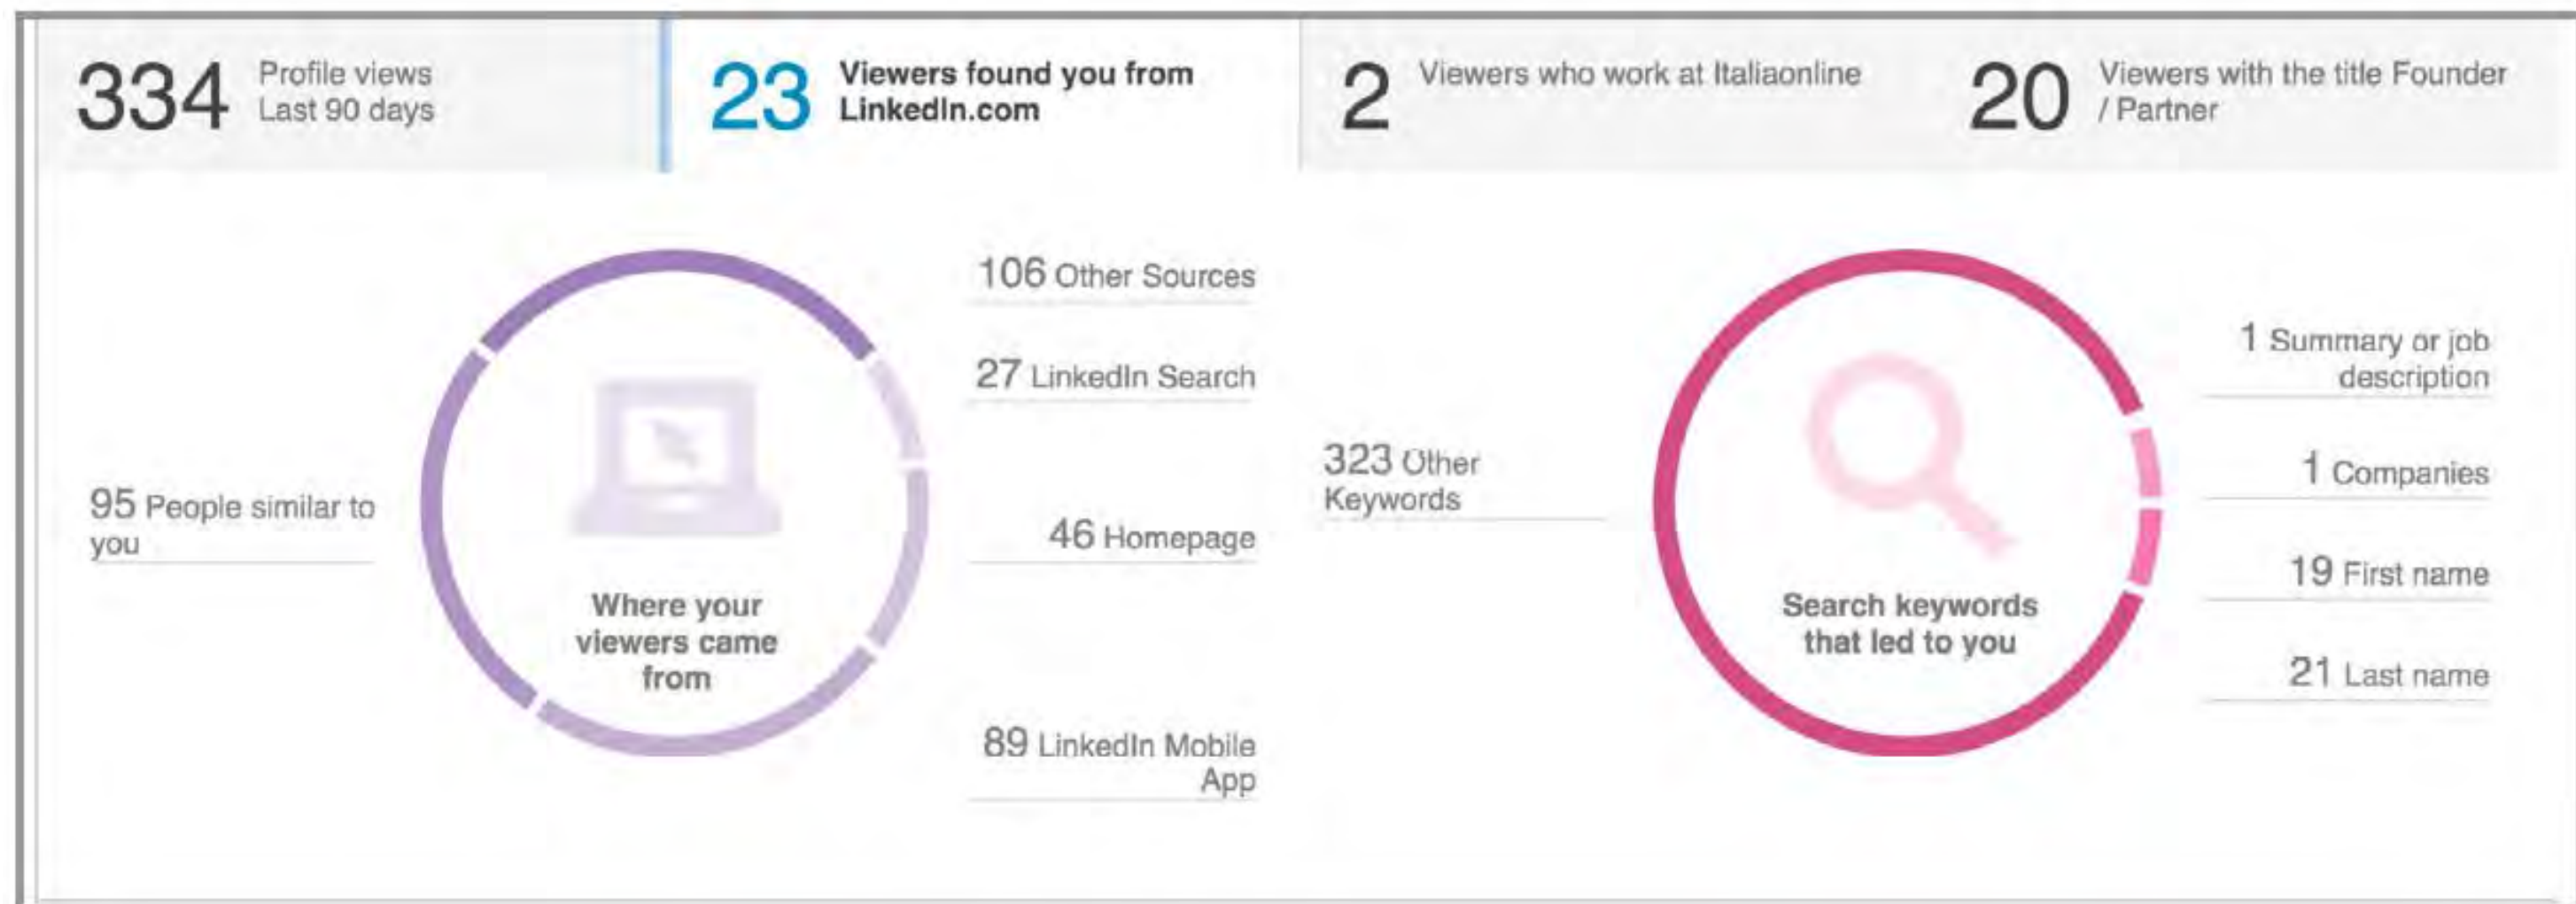 334 Profile views
Last 90 days
23 Viewers found you from
LinkedIn.com
2 Viewers who work at Italiaonline
20 Viewers with the title Founder
/ Partner
95 People similar to
you
Where your
viewers came
from
106 Other Sources
27 LinkedIn Search
46 Homepage
89 LinkedIn Mobile
App
323 Other
Keywords
Search keywords
that led to you
1 Summary or job
description
1 Companies
19 First name
21 Last name